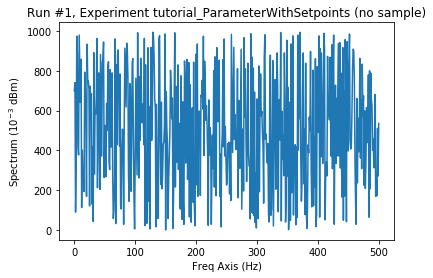 Run #1, Experiment tutorial_ParameterWithSetpoints (no sample)
1000
800
600
400
200
0
Spectrum (10⁻³ dBm)
0 100 200 300 400 500
Freq Axis (Hz)